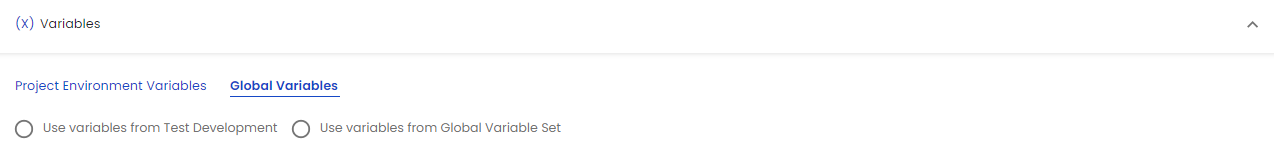 (X) Variables
Project Environment Variables Global Variables
Use variables from Test Development Use variables from Global Variable Set